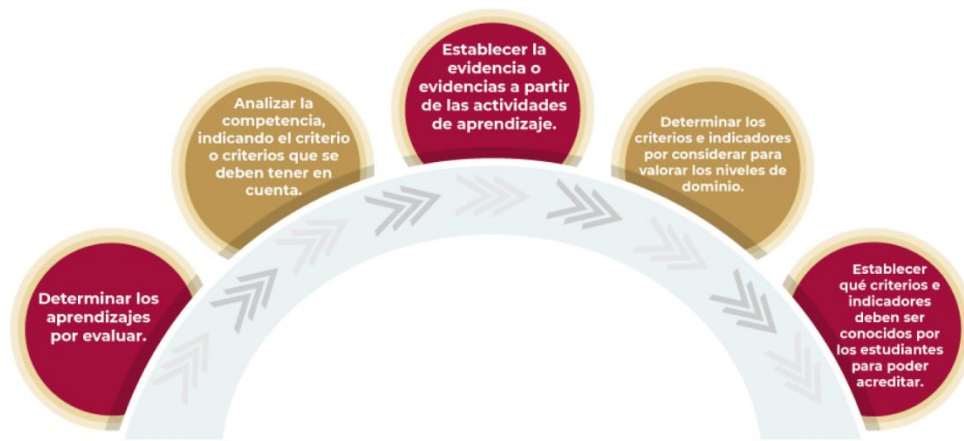 Determinar los
aprendizajes
por evaluar.
Analizar la
competencia,
indicando el criterio
o criterios que se
deben tener en
cuenta.
Establecer la
evidencia o
evidencias a partir
de las actividades
de aprendizaje.
Determinar los
criterios e indicadores
por considerar para
valorar los niveles de
dominio.
Establecer
qué criterios e
indicadores
deben ser
conocidos por
los estudiantes
para poder
acreditar.